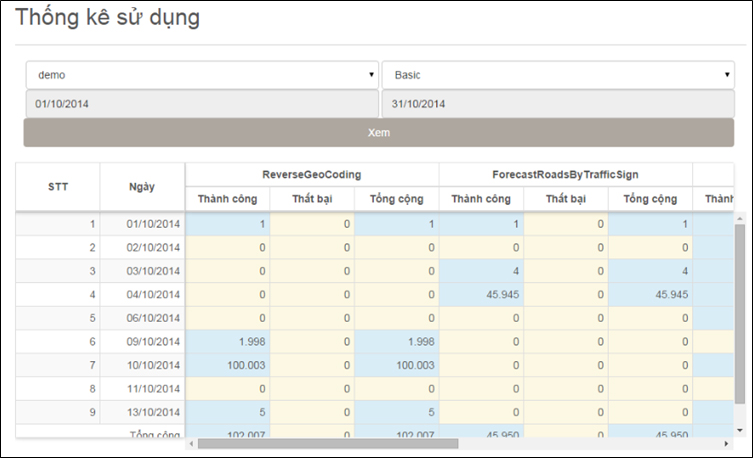 Thống kê sử dụng
demo Basic
01/10/2014 31/10/2014
Xem
STT Ngày ReverseGeoCoding ForecastRoadsByTrafficSign
Thành công Thất bại Tổng cộng Thành công Thất bại Tổng cộng Thành
1 01/10/2014 1 0 1 1 0 1
2 02/10/2014 0 0 0 0 0 0
3 03/10/2014 0 0 0 4 0 4
4 04/10/2014 0 0 0 45.945 0 45.945
5 06/10/2014 0 0 0 0 0 0
6 09/10/2014 1.998 0 1.998 0 0 0
7 10/10/2014 100.003 0 100.003 0 0 0
8 11/10/2014 0 0 0 0 0 0
9 13/10/2014 5 0 5 0 0 0
Tổng cộng 102.007 0 102.007 45.950 0 45.950